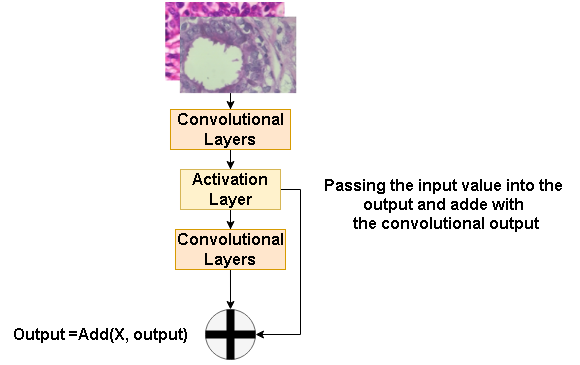 Convolutional
Layers
Activation
Layer
Passing the input value into the
output and adde with
the convolutional output
Convolutional
Layers
Output =Add(X, output)